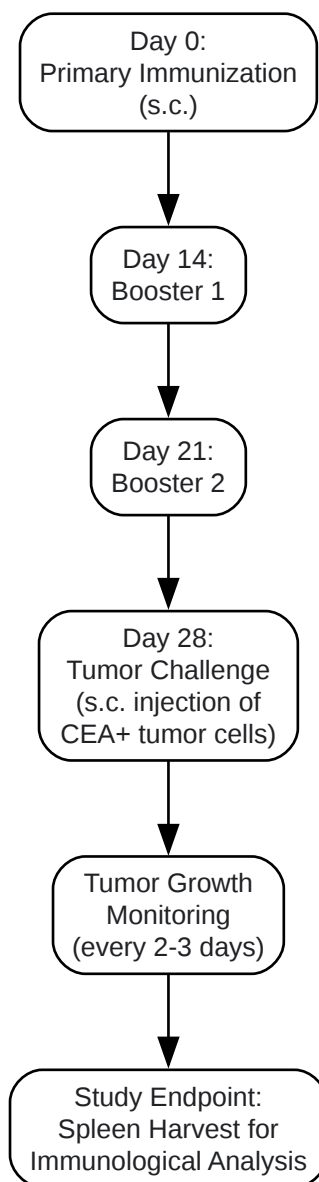 Day 0:
Primary Immunization
(s.c.)
Day 14:
Booster 1
Day 21:
Booster 2
Day 28:
Tumor Challenge
(s.c. injection of
CEA+ tumor cells)
Tumor Growth
Monitoring
(every 2-3 days)
Study Endpoint:
Spleen Harvest for
Immunological Analysis